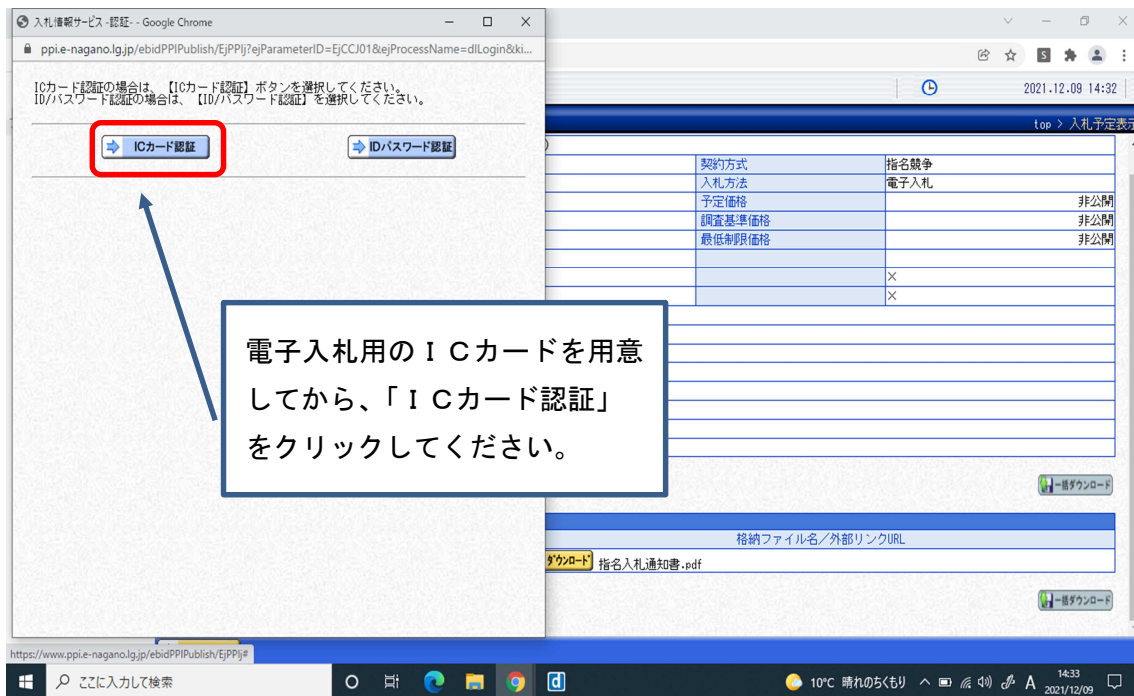 入札情報サービス -認証- - Google Chrome
ppi.e-nagano.lg.jp/ebidPPIPublish/EjPPIj?ejParameterID=EjCCJ01&ejProcessName=dlLogin&ki...
ICカード認証の場合は、【ICカード認証】ボタンを選択してください。
ID/パスワード認証の場合は、【ID/パスワード認証】を選択してください。
ICカード認証
IDパスワード認証
電子入札用のＩＣカードを用意
してから、「ＩＣカード認証」
をクリックしてください。
2021.12.09 14:32
top > 入札予定表示
契約方式 指名競争
入札方法 電子入札
予定価格 非公開
調査基準価格 非公開
最低制限価格 非公開
×
×
一括ダウンロード
格納ファイル名／外部リンクURL
ダウンロード 指名入札通知書.pdf
一括ダウンロード
https://www.ppi.e-nagano.lg.jp/ebidPPIPublish/EjPPIj#
ここに入力して検索
10°C 晴れのちくもり
A
14:33
2021/12/09